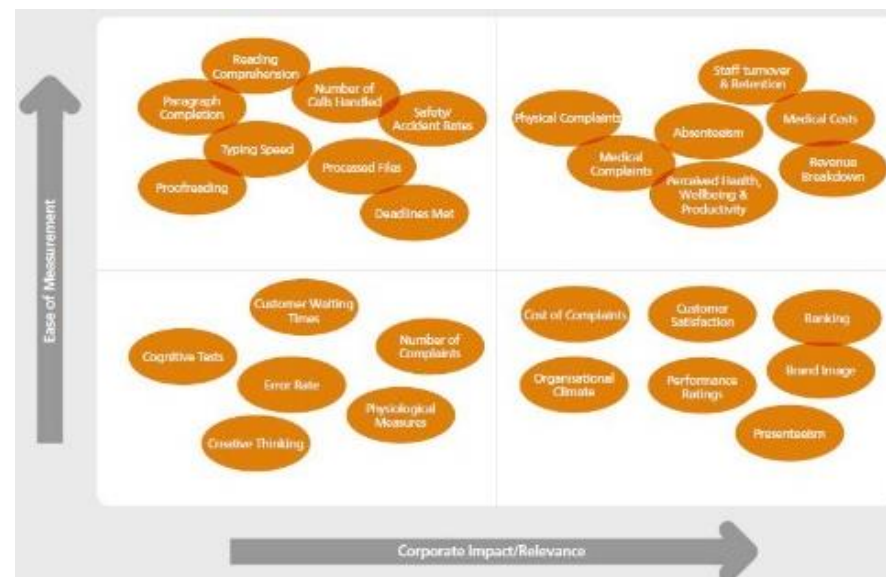 Reading
Comprehension
Paragraph
Completion
Number of
Calls Handled
Safety/
Accident Rates
Typing Speed
Processed Files
Proofreading
Deadlines Met
Staff turnover
& Retention
Physical Complaints
Absenteeism
Medical Costs
Medical
Complaints
Revenue
Breakdown
Perceived Health,
Wellbeing &
Productivity
Ease of Measurement
Customer Waiting
Times
Number of
Complaints
Cognitive Tests
Error Rate
Physiological
Measures
Creative Thinking
Cost of Complaints
Customer
Satisfaction
Ranking
Organisational
Climate
Performance
Ratings
Brand Image
Presenteeism
Corporate Impact/Relevance